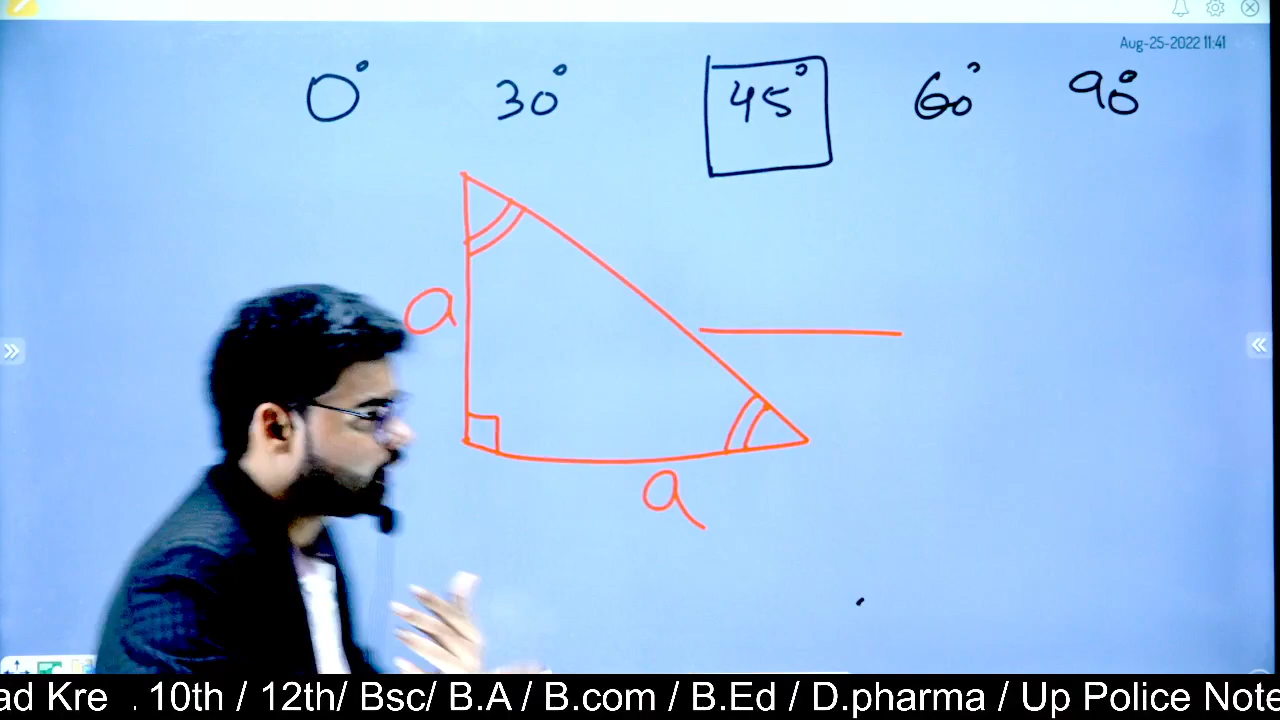 Aug-25-2022 11:41
0° 30° 45° 60° 90°
a
a
ad Kre . 10th / 12th/ Bsc/ B.A / B.com / B.Ed / D.pharma / Up Police Note